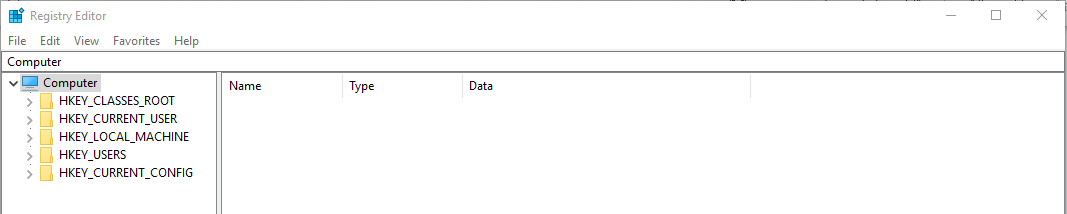 Registry Editor
File Edit View Favorites Help
Computer
Computer
HKEY_CLASSES_ROOT
HKEY_CURRENT_USER
HKEY_LOCAL_MACHINE
HKEY_USERS
HKEY_CURRENT_CONFIG
Name Type Data